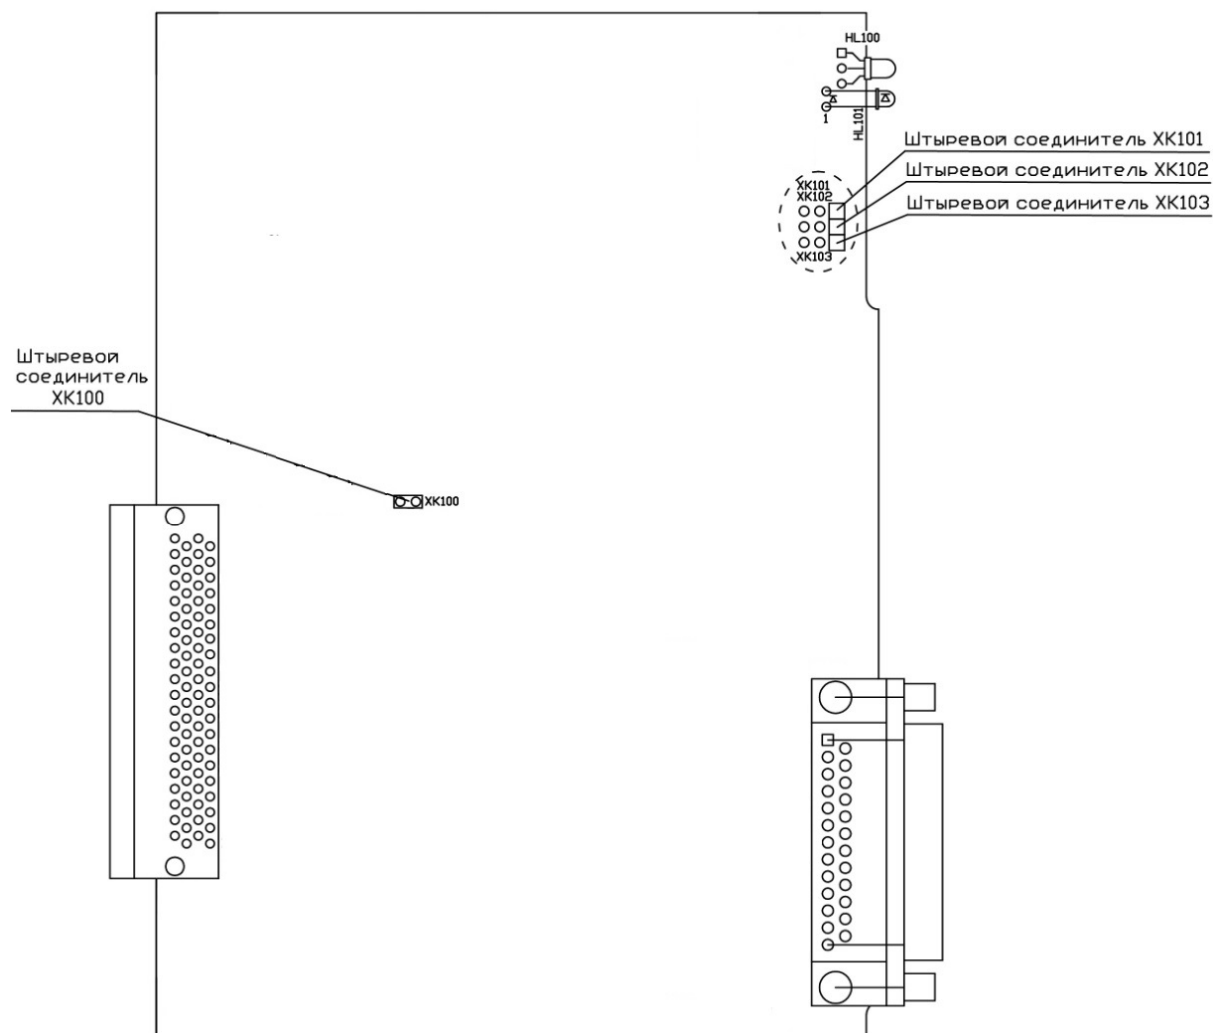 HL100
1
HL101
Штыревой соединитель XK101
Штыревой соединитель XK102
Штыревой соединитель XK103
XK101
XK102
XK103
Штыревой
соединитель
XK100
XK100